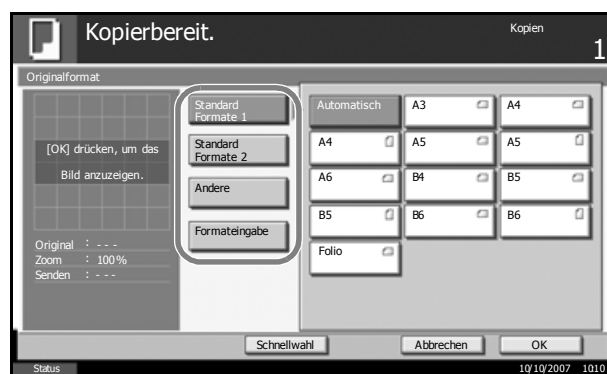 Kopierbereit.
Kopien
1
Originalformat
[OK] drücken, um das
Bild anzuzeigen.
Original : - - -
Zoom : 100%
Senden : - - -
Standard
Formate 1
Standard
Formate 2
Andere
Formateingabe
Automatisch
A3
A4
A4
A5
A5
A6
B4
B5
B5
B6
B6
Folio
Schnellwahl
Abbrechen
OK
Status
10/10/2007 1010